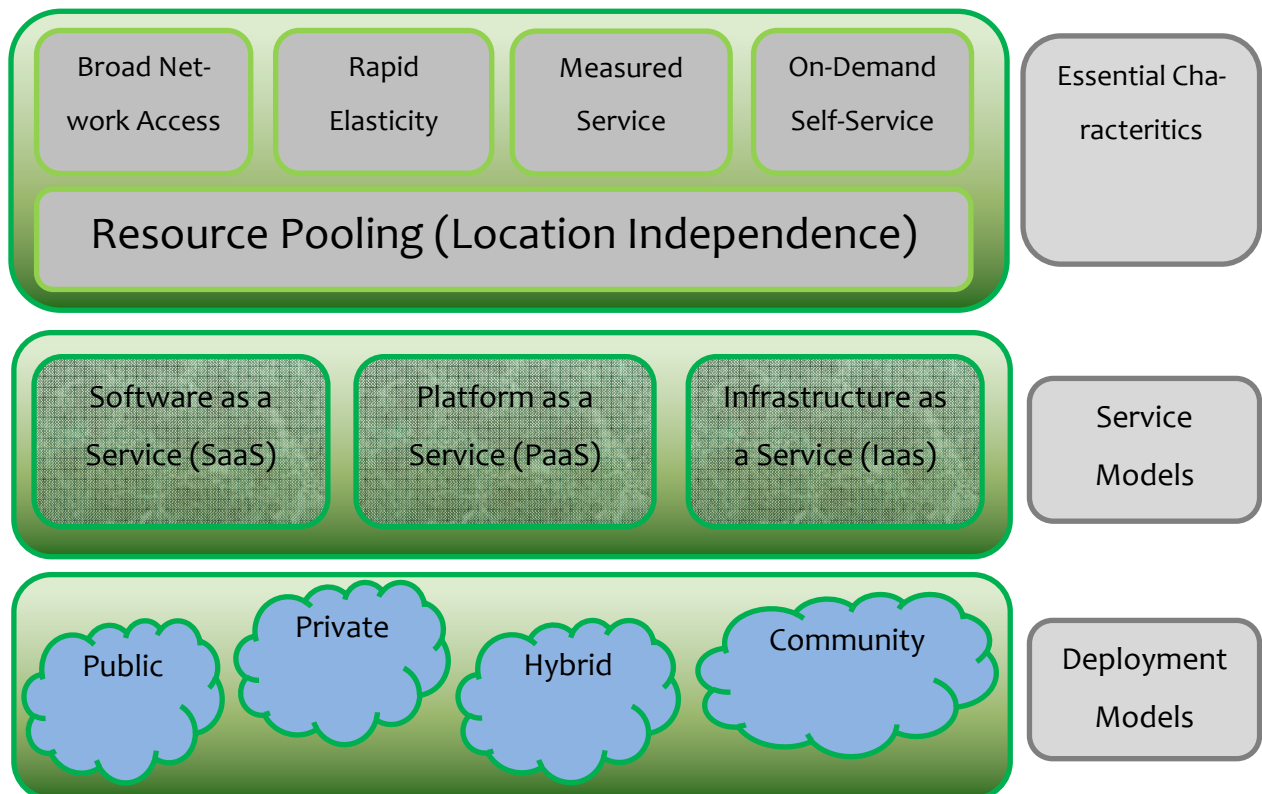 Broad Net-
work Access
Rapid
Elasticity
Measured
Service
On-Demand
Self-Service
Essential Cha-
racteritics
Resource Pooling (Location Independence)
Software as a
Service (SaaS)
Platform as a
Service (PaaS)
Infrastructure as
a Service (Iaas)
Service
Models
Public
Private
Hybrid
Community
Deployment
Models